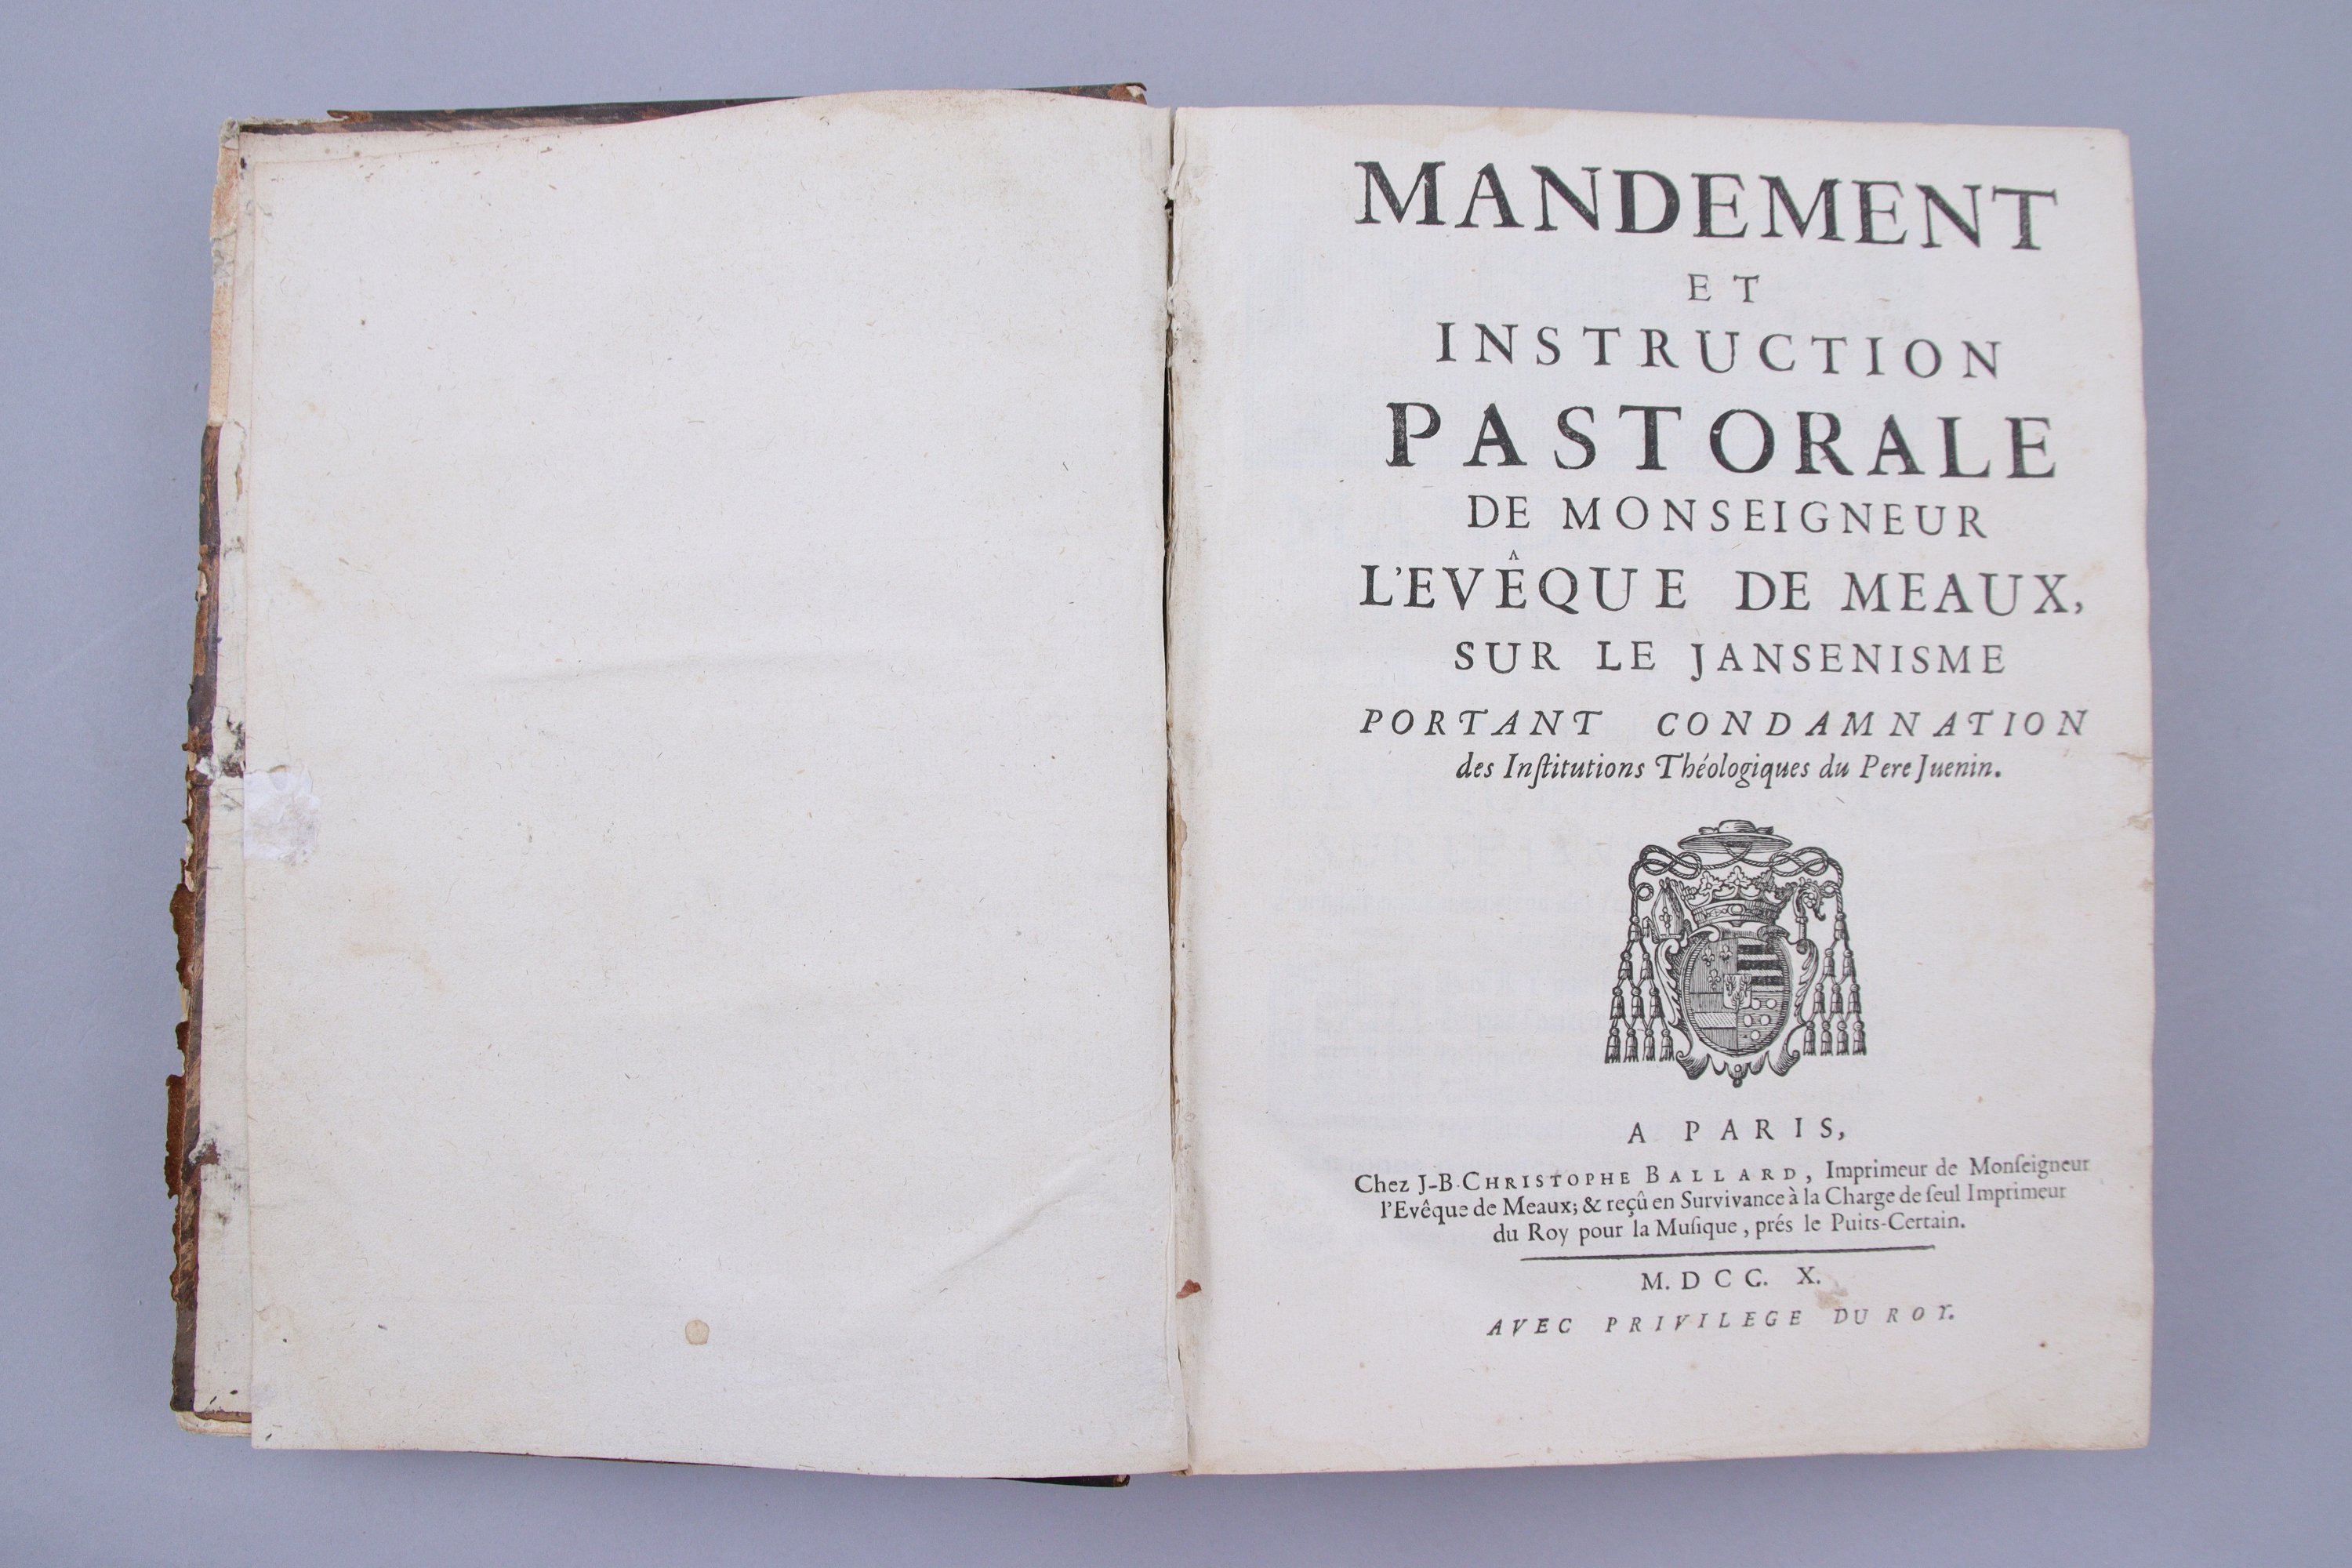 MANDEMENT
ET
INSTRUCTION
PASTORALE
DE MONSEIGNEUR
L'EVÊQUE DE MEAUX,
SUR LE JANSENISME
PORTANT CONDAMNATION
des Inſtitutions Théologiques du Pere Juenin.
A PARIS,
Chez J-B-CHRISTOPHE BALLARD, Imprimeur de Monſeigneur
l'Evêque de Meaux; & reçû en Survivance à la Charge de ſeul Imprimeur
du Roy pour la Muſique, prés le Puits-Certain.
M. DCC. X.
AVEC PRIVILEGE DU ROY.